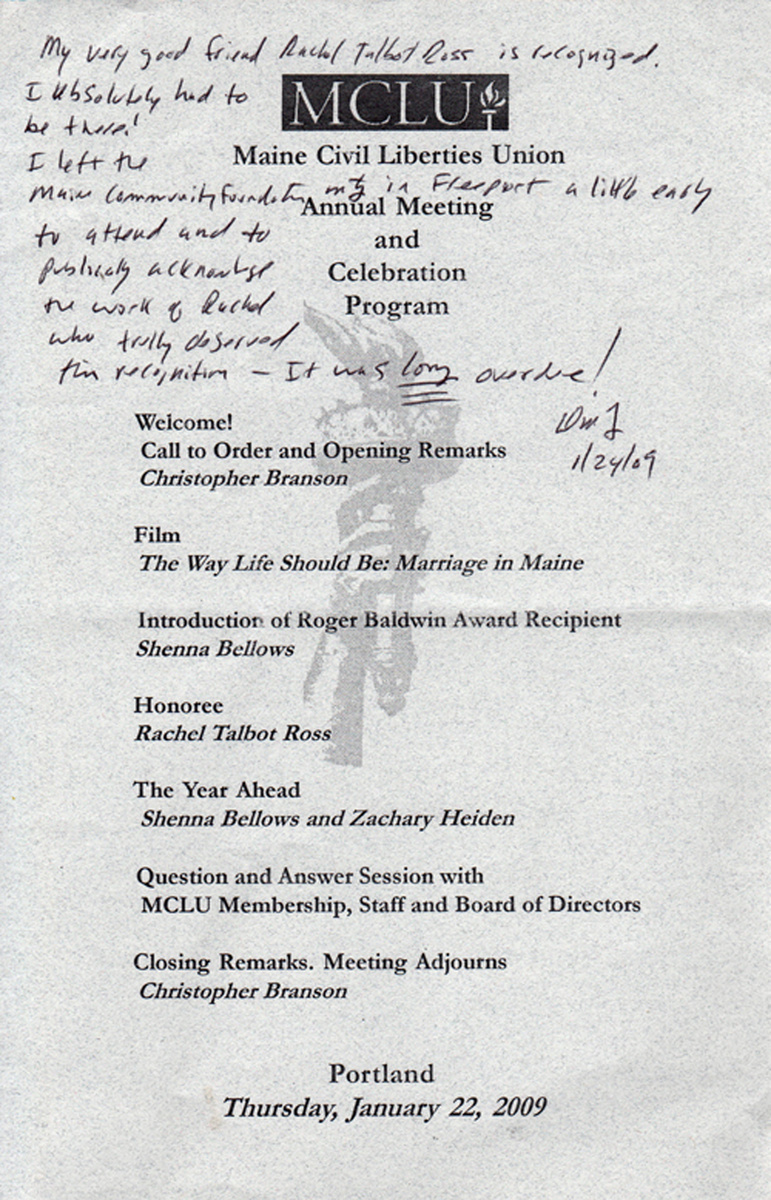 My very good friend Rachel Talbot Ross is recognized.
I absolutely had to
be there!
I left the
Maine Community Foundation mtg in Freeport a little early
to attend and to
publically acknowledge
the work of Rachel
who trully deserved
this recognition – It was long overdue!
1/24/09
MCLU
Maine Civil Liberties Union
Annual Meeting
and
Celebration
Program
Welcome!
Call to Order and Opening Remarks
Christopher Branson
Film
The Way Life Should Be: Marriage in Maine
Introduction of Roger Baldwin Award Recipient
Shenna Bellows
Honoree
Rachel Talbot Ross
The Year Ahead
Shenna Bellows and Zachary Heiden
Question and Answer Session with
MCLU Membership, Staff and Board of Directors
Closing Remarks. Meeting Adjourns
Christopher Branson
Portland
Thursday, January 22, 2009